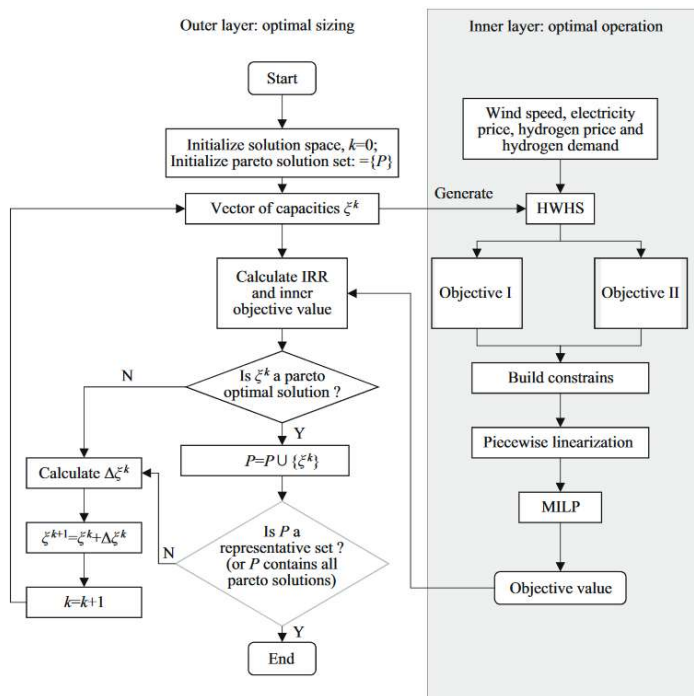 Outer layer: optimal sizing
Start
Initialize solution space, k=0;
Initialize pareto solution set: ={P}
Vector of capacities ξ^k
Calculate IRR
and inner
objective value
Is ξ^k a pareto
optimal solution ?
N
Y
P=P∪{ξ^k}
Calculate Δξ^k
ξ^{k+1}=ξ^k+Δξ^k
k=k+1
Is P a
representative set ?
(or P contains all
pareto solutions)
N
Y
End
Inner layer: optimal operation
Wind speed, electricity
price, hydrogen price and
hydrogen demand
Generate
HWHS
Objective I
Objective II
Build constrains
Piecewise linearization
MILP
Objective value